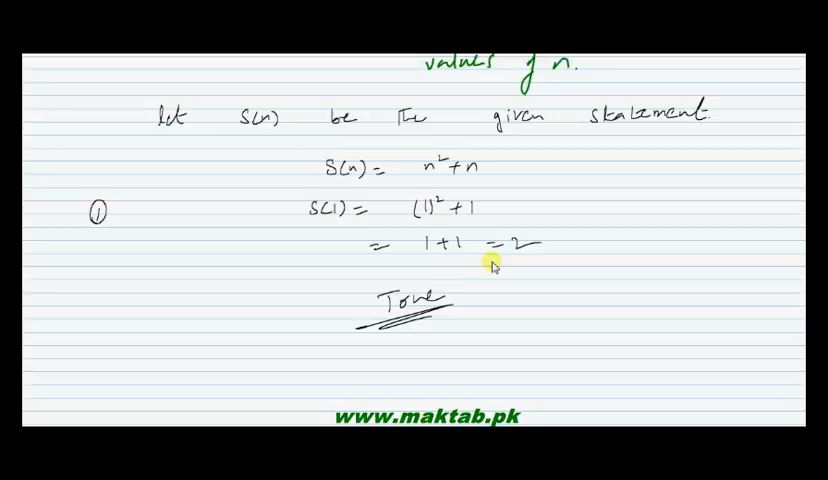 values of n.
let S(n) be the given statement.
S(n) = n² + n
① S(1) = (1)² + 1
= 1 + 1 = 2
True
www.maktab.pk